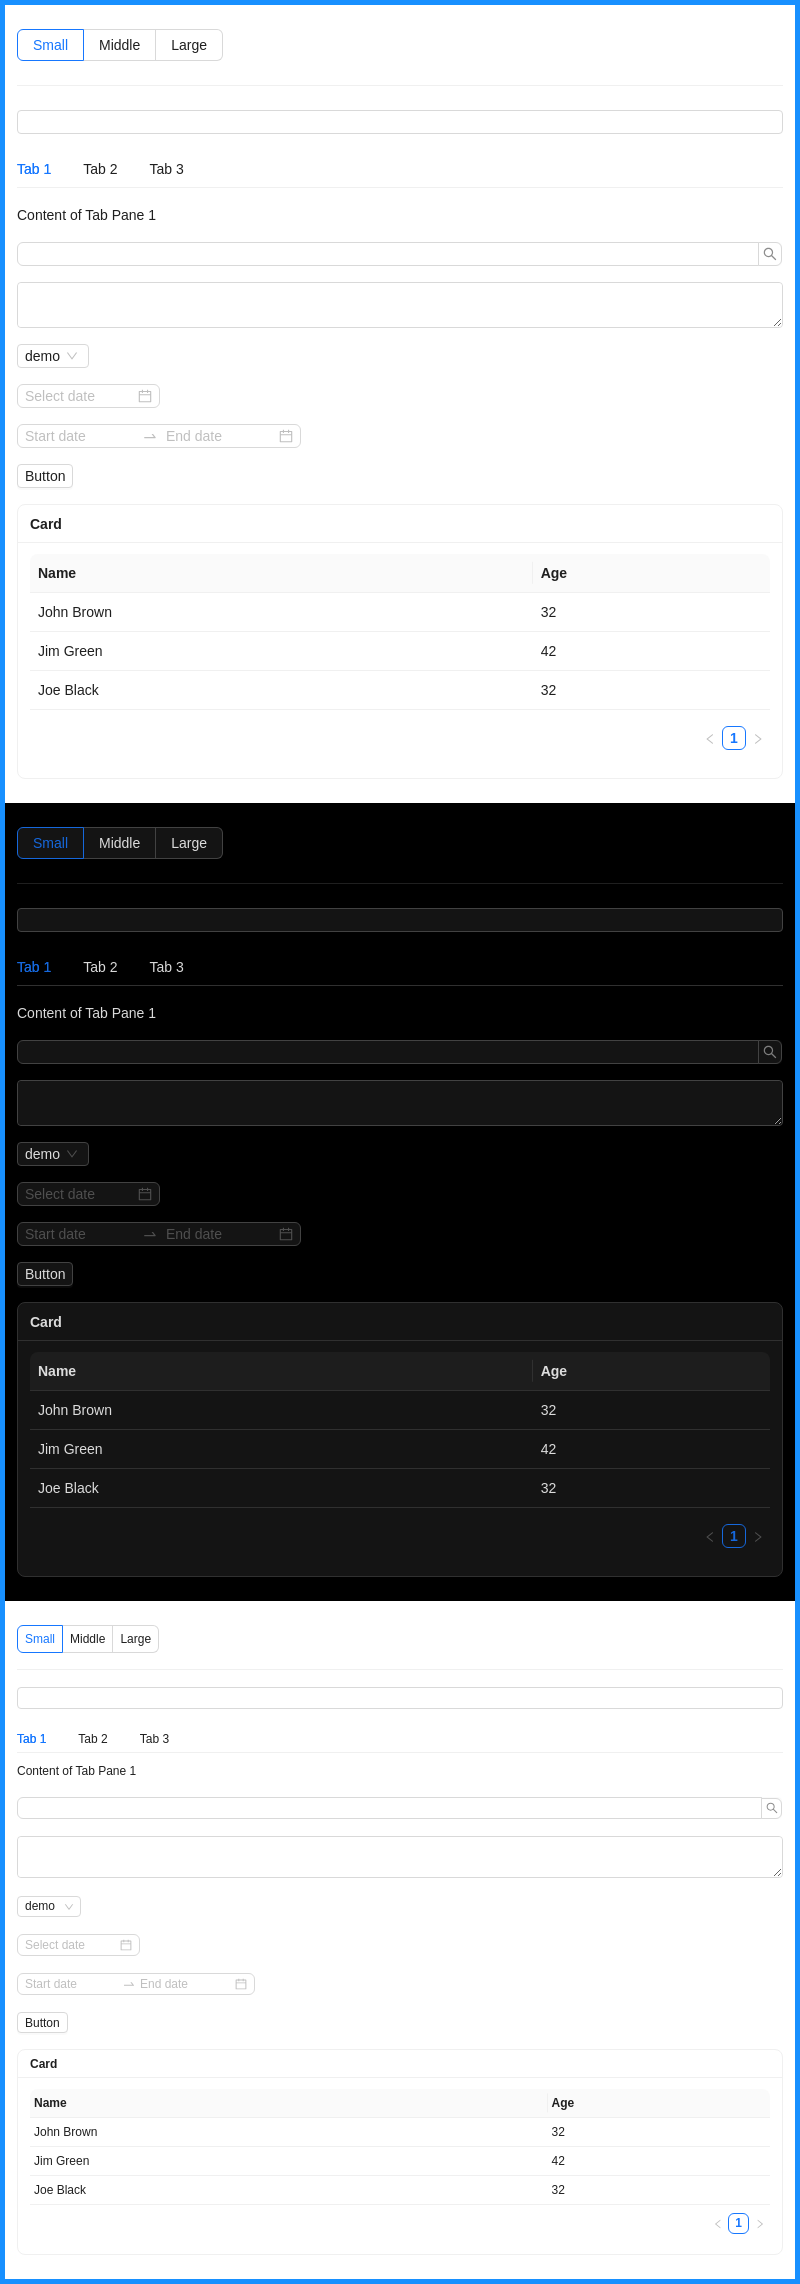 Small Middle Large
Tab 1 Tab 2 Tab 3
Content of Tab Pane 1
demo
Select date
Start date End date
Button
Card
Name Age
John Brown 32
Jim Green 42
Joe Black 32
1
Small Middle Large
Tab 1 Tab 2 Tab 3
Content of Tab Pane 1
demo
Select date
Start date End date
Button
Card
Name Age
John Brown 32
Jim Green 42
Joe Black 32
1
Small Middle Large
Tab 1 Tab 2 Tab 3
Content of Tab Pane 1
demo
Select date
Start date End date
Button
Card
Name Age
John Brown 32
Jim Green 42
Joe Black 32
1